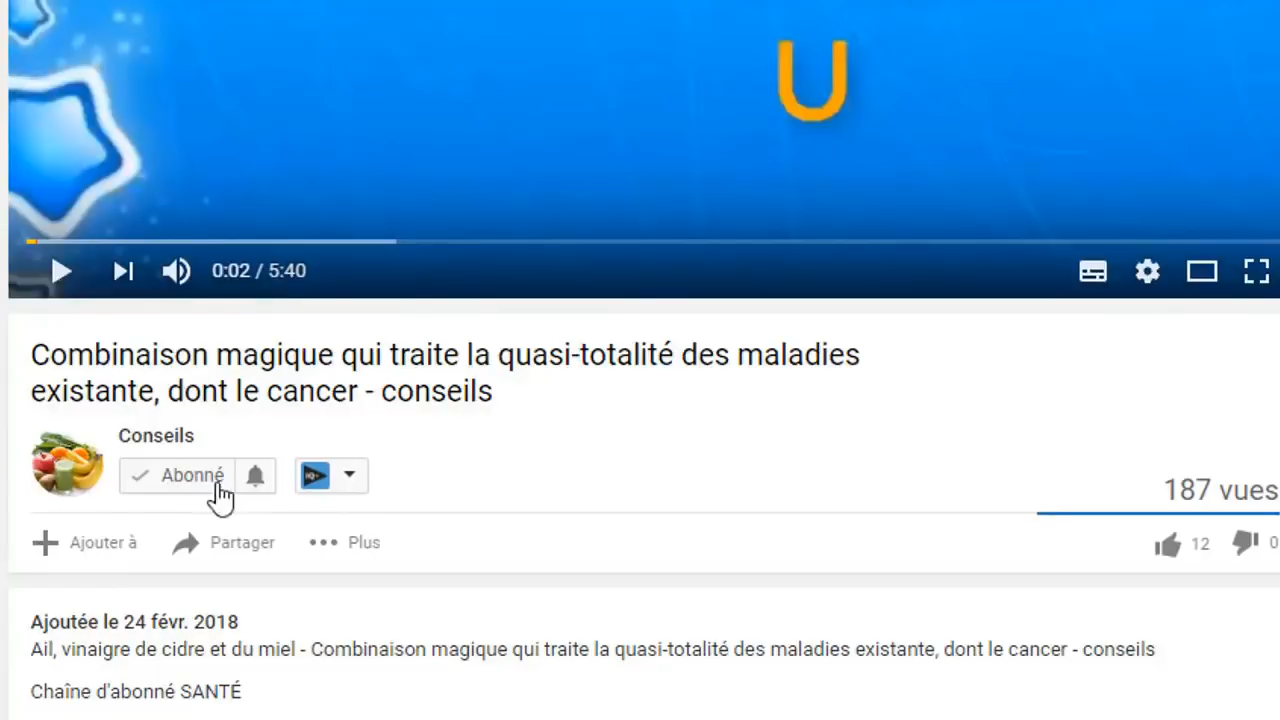 U
0:02 / 5:40
Combinaison magique qui traite la quasi-totalité des maladies
existante, dont le cancer - conseils
Conseils
Abonné
187 vues
Ajouter à
Partager
Plus
12
0
Ajoutée le 24 févr. 2018
Ail, vinaigre de cidre et du miel - Combinaison magique qui traite la quasi-totalité des maladies existante, dont le cancer - conseils
Chaîne d'abonné SANTÉ